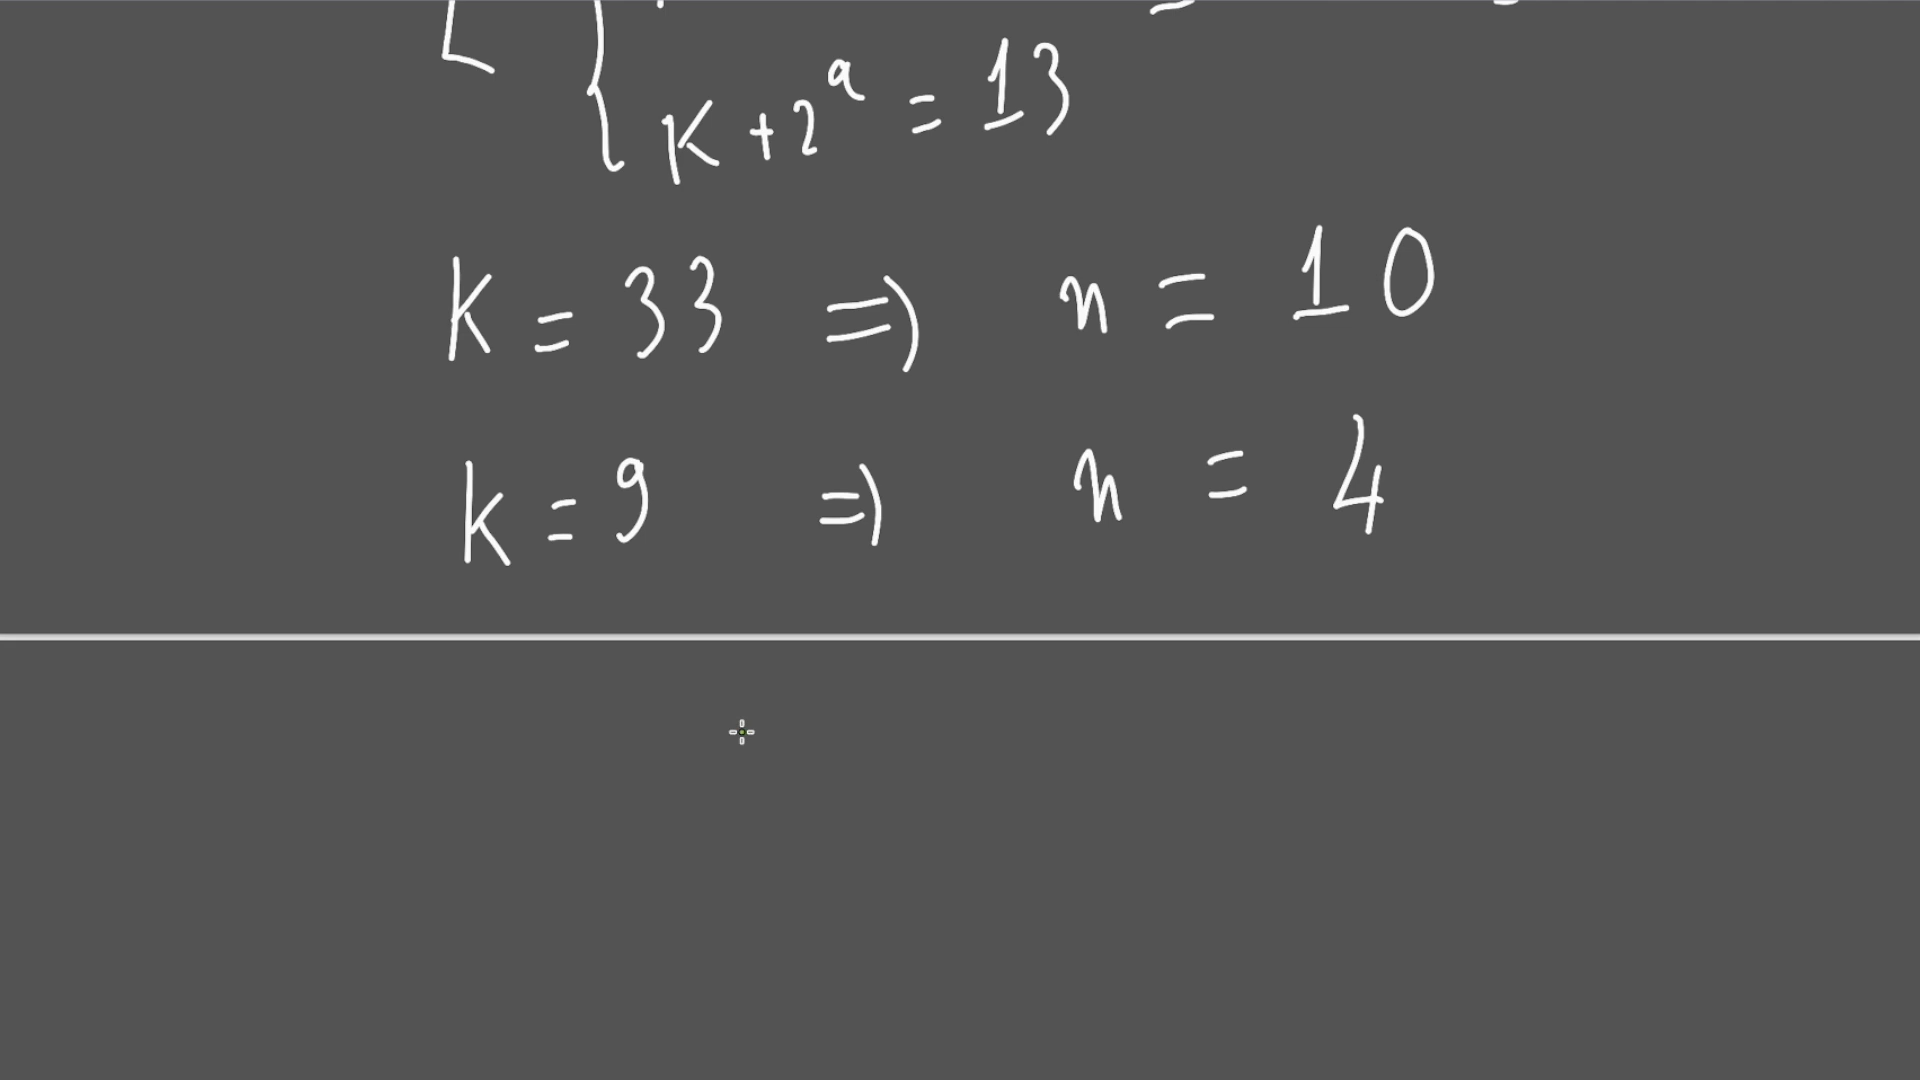 K + 2^a = 13
K = 33 => n = 10
k = 9 => n = 4